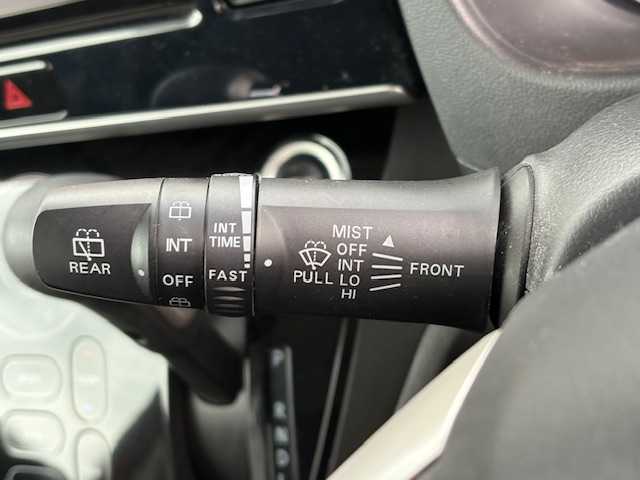 REAR
INT
OFF
INT
TIME
FAST
PULL
MIST
OFF
INT
LO
HI
FRONT
P
R
N
D